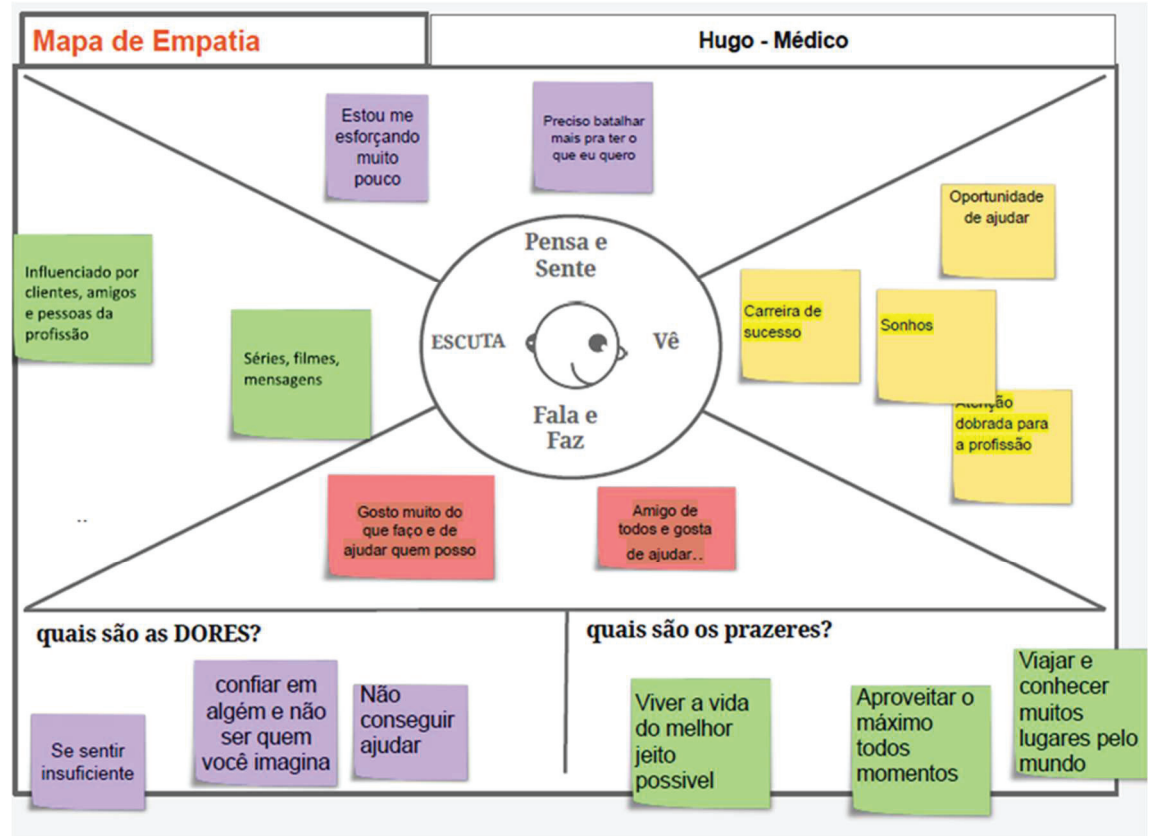 Mapa de Empatia
Hugo - Médico
Estou me
esforçando
muito
pouco
Preciso batalhar
mais pra ter o
que eu quero
Oportunidade
de ajudar
Influenciado por
clientes, amigos
e pessoas da
profissão
Séries, filmes,
mensagens
Pensa e
Sente
ESCUTA
Vê
Fala e
Faz
Carreira de
sucesso
Sonhos
Atenção
dobrada para
a profissão
Gosto muito do
que faço e de
ajudar quem posso
Amigo de
todos e gosta
de ajudar..
..
quais são as DORES?
Se sentir
insuficiente
confiar em
algém e não
ser quem
você imagina
Não
conseguir
ajudar
quais são os prazeres?
Viver a vida
do melhor
jeito
possivel
Aproveitar o
máximo
todos
momentos
Viajar e
conhecer
muitos
lugares pelo
mundo